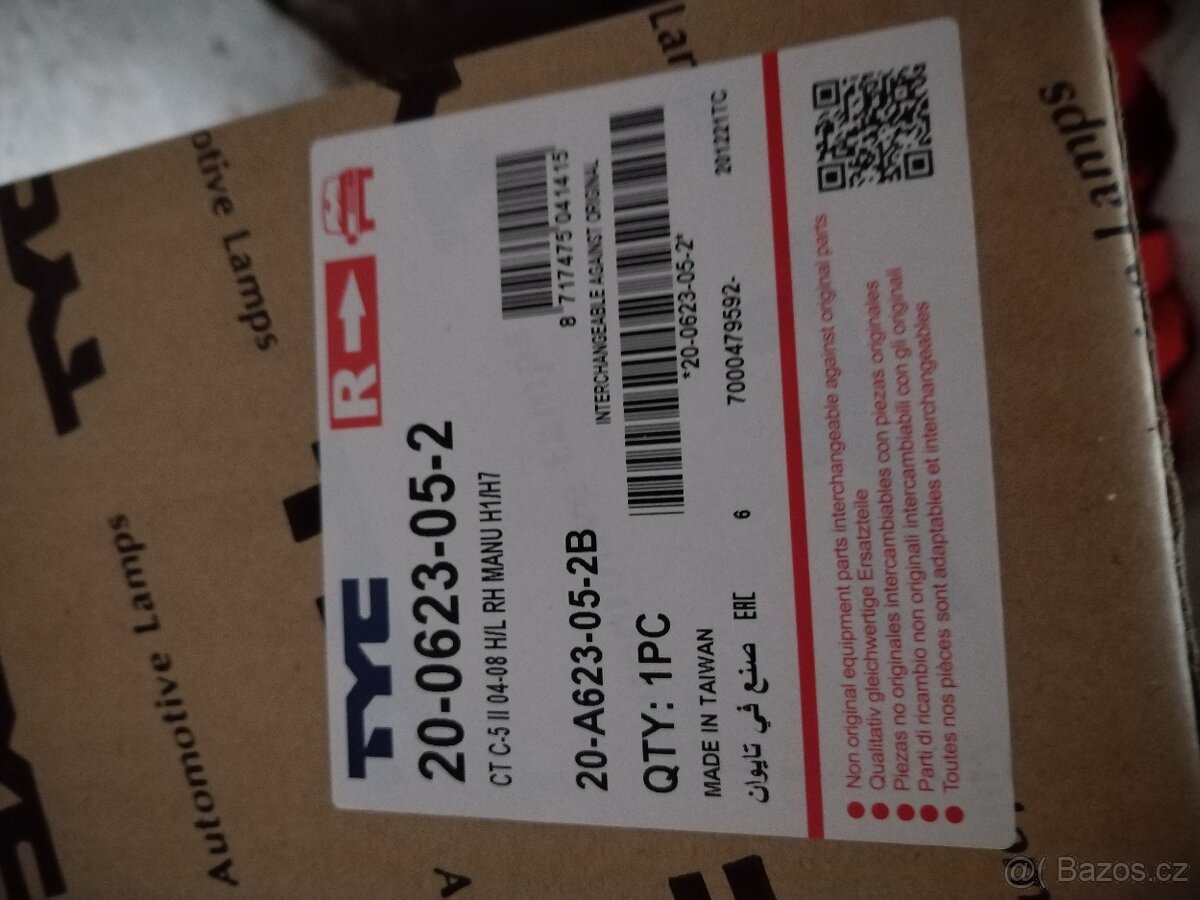 TYC
R
20-0623-05-2
CT C-5 II 04-08 H/L RH MANU H1/H7
8 717475 041415
INTERCHANGEABLE AGAINST ORIGINAL
20-A623-05-2B
QTY: 1PC
*20-0623-05-2*
MADE IN TAIWAN
6
7000479592-
201221TC
صنع في تايوان
EAC
Non original equipment parts interchangeable against original parts
Qualitativ gleichwertige Ersatzteile
Piezas no originales intercambiables con piezas originales
Parti di ricambio non originali intercambiabili con gli originali
Toutes nos pièces sont adaptables et interchangeables
Automotive Lamps
otive Lamps
TYC
Lamps
Lar
A
Bazos.cz